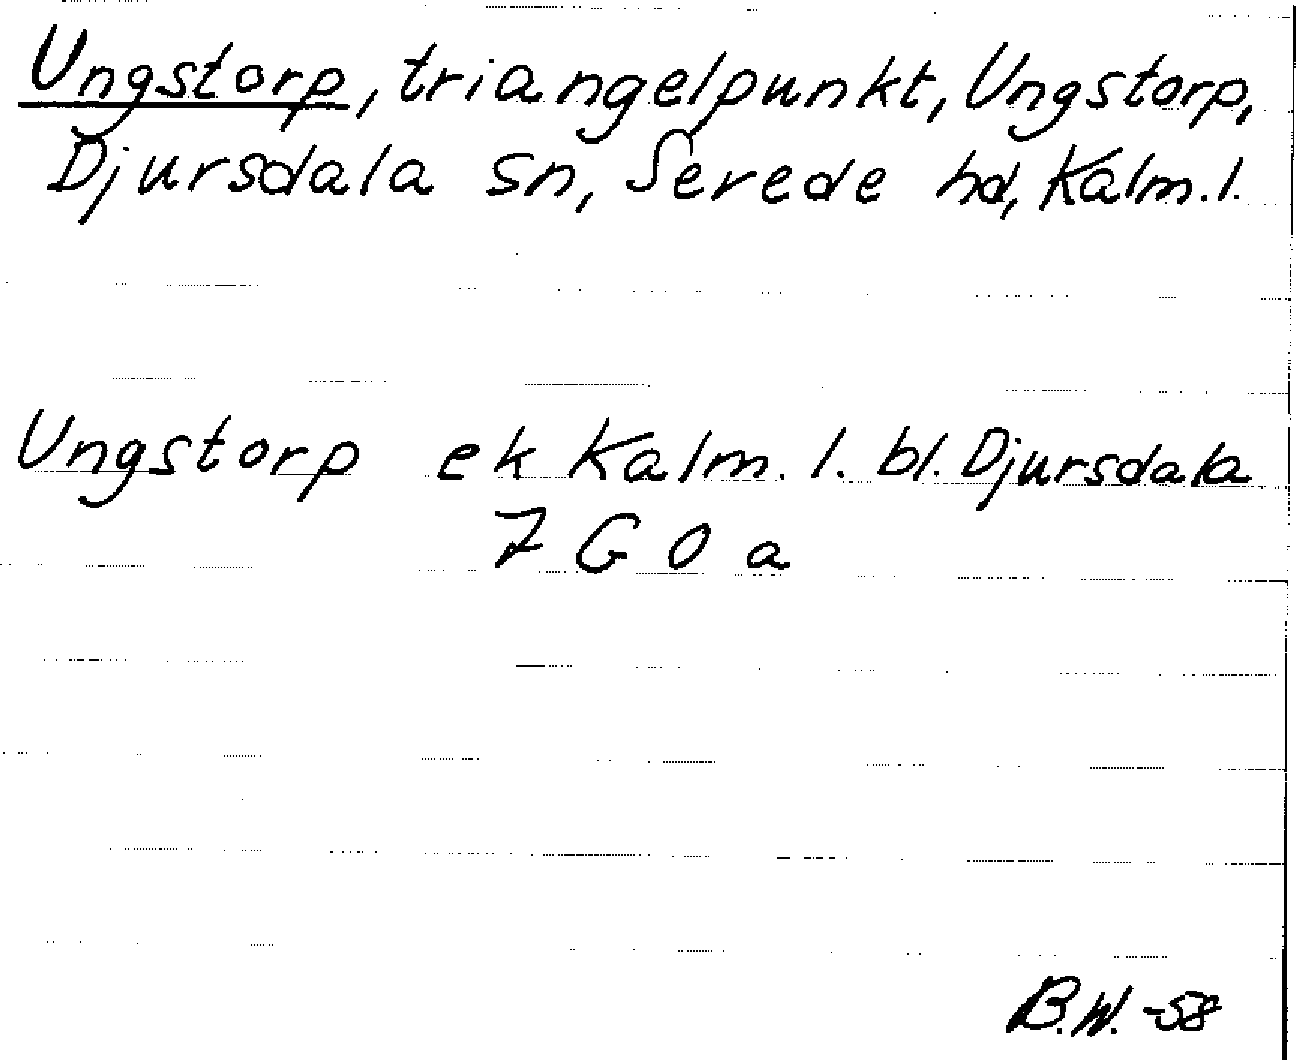 Ungstorp, triangelpunkt, Ungstorp,
Djursdala sn, Sevede hd, Kalm. l.
Ungstorp ek Kalm. l. bl. Djursdala
7 G 0 a
B.W. -58